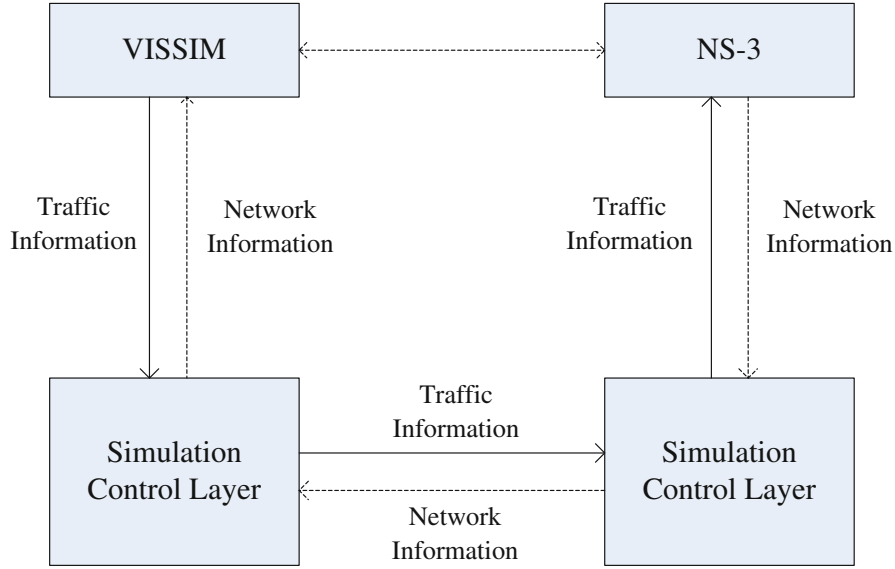 VISSIM
NS-3
Traffic
Information
Network
Information
Traffic
Information
Network
Information
Simulation
Control Layer
Traffic
Information
Network
Information
Simulation
Control Layer